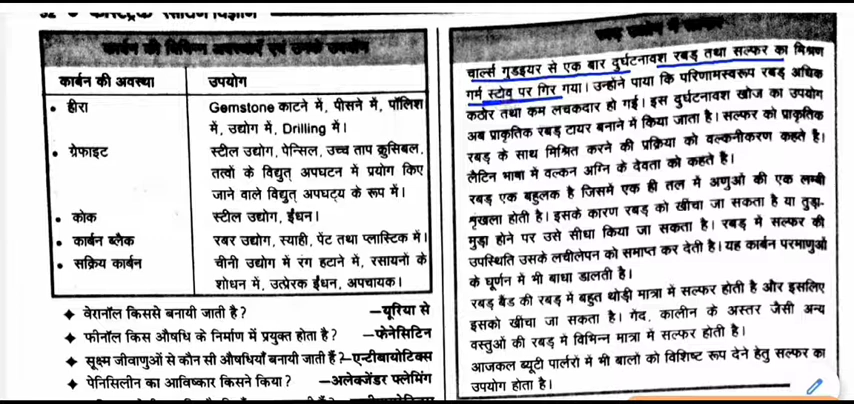 कार्बन की विभिन्न अवस्थाएँ एवं उनके उपयोग
कार्बन की अवस्था उपयोग
• हीरा Gemstone काटने में, पीसने में, पॉलिश
में, उद्योग में, Drilling में।
• ग्रेफाइट स्टील उद्योग, पेन्सिल, उच्च ताप क्रुसिबल,
तत्वों के विद्युत् अपघटन में प्रयोग किए
जाने वाले विद्युत् अपघट्य के रूप में।
• कोक स्टील उद्योग, ईंधन।
• कार्बन ब्लैक रबर उद्योग, स्याही, पेंट तथा प्लास्टिक में।
• सक्रिय कार्बन चीनी उद्योग में रंग हटाने में, रसायनों के
शोधन में, उत्प्रेरक ईंधन, अपचायक।
♦ वेरानॉल किससे बनायी जाती है? —यूरिया से
♦ फीनॉल किस औषधि के निर्माण में प्रयुक्त होता है? —फेनेसिटिन
♦ सूक्ष्म जीवाणुओं से कौन सी औषधियाँ बनायी जाती हैं?—एन्टीबायोटिक्स
♦ पेनिसिलीन का आविष्कार किसने किया? —अलेक्जेंडर फ्लेमिंग
चार्ल्स गुडइयर से एक बार दुर्घटनावश रबड़ तथा सल्फर का मिश्रण
गर्म स्टोव पर गिर गया। उन्होंने पाया कि परिणामस्वरूप रबड़ अधिक
कठोर तथा कम लचकदार हो गई। इस दुर्घटनावश खोज का उपयोग
अब प्राकृतिक रबड़ टायर बनाने में किया जाता है। सल्फर को प्राकृतिक
रबड़ के साथ मिश्रित करने की प्रक्रिया को वल्कनीकरण कहते है।
लैटिन भाषा में वल्कन अग्नि के देवता को कहते है।
रबड़ एक बहुलक है जिसमें एक ही तल में अणुओं की एक लम्बी
शृंखला होती है। इसके कारण रबड़ को खींचा जा सकता है या तुड़ा-
मुड़ा होने पर उसे सीधा किया जा सकता है। रबड़ में सल्फर की
उपस्थिति उसके लचीलेपन को समाप्त कर देती है। यह कार्बन परमाणुओं
के घूर्णन में भी बाधा डालती है।
रबड़ बैंड की रबड़ में बहुत थोड़ी मात्रा में सल्फर होती है और इसलिए
इसको खींचा जा सकता है। गेंद, कालीन के अस्तर जैसी अन्य
वस्तुओं की रबड़ में विभिन्न मात्रा में सल्फर होती है।
आजकल ब्यूटी पार्लरों में भी बालों को विशिष्ट रूप देने हेतु सल्फर का
उपयोग होता है।